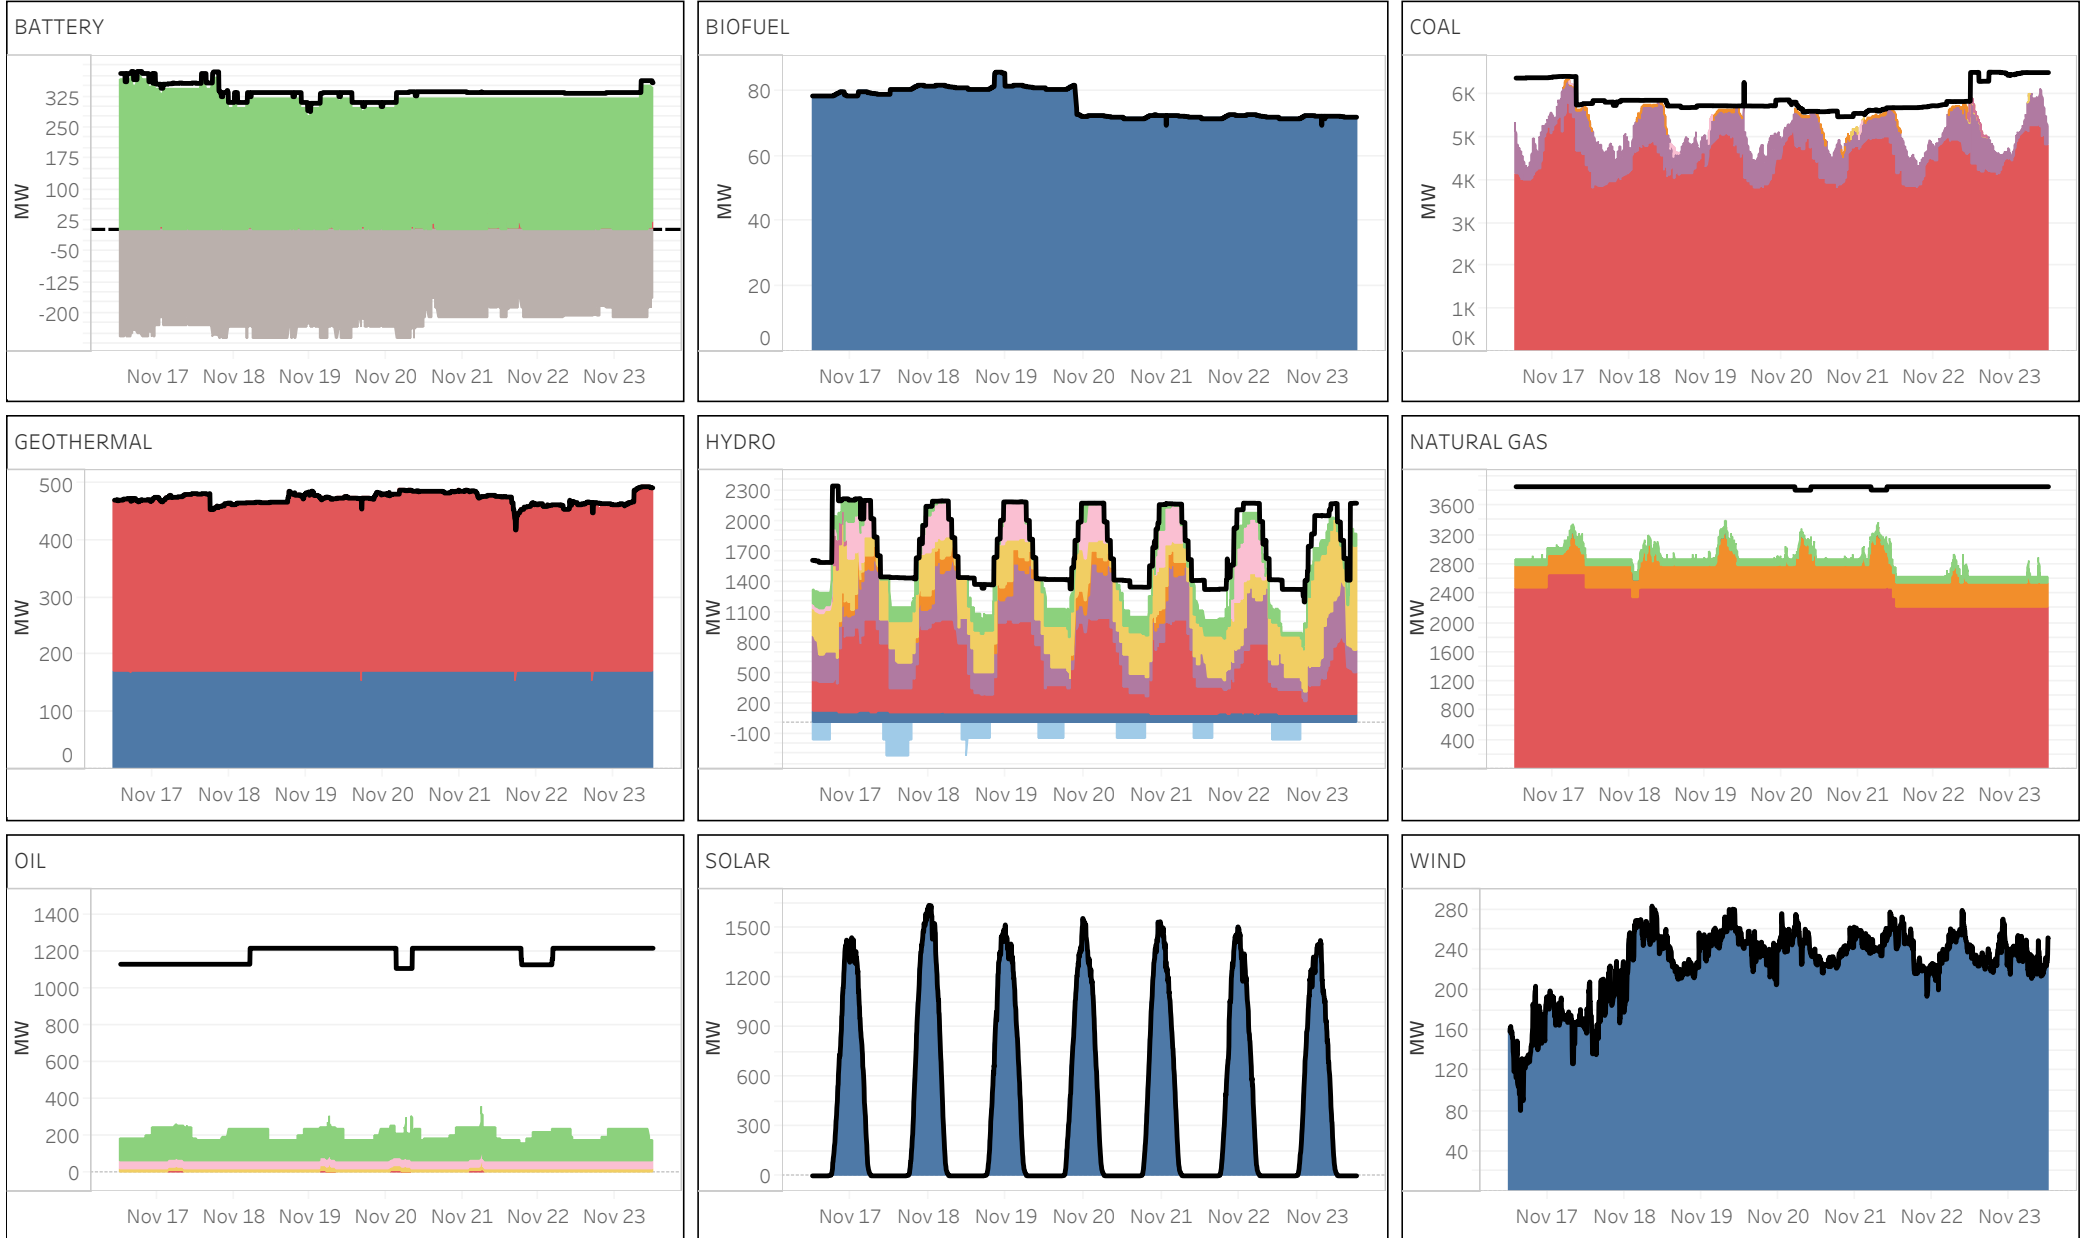 BATTERY
MW
325
250
175
100
25
-50
-125
-200
Nov 17 Nov 18 Nov 19 Nov 20 Nov 21 Nov 22 Nov 23
BIOFUEL
MW
80
60
40
20
0
Nov 17 Nov 18 Nov 19 Nov 20 Nov 21 Nov 22 Nov 23
COAL
MW
6K
5K
4K
3K
2K
1K
0K
Nov 17 Nov 18 Nov 19 Nov 20 Nov 21 Nov 22 Nov 23
GEOTHERMAL
MW
500
400
300
200
100
0
Nov 17 Nov 18 Nov 19 Nov 20 Nov 21 Nov 22 Nov 23
HYDRO
MW
2300
2000
1700
1400
1100
800
500
200
-100
Nov 17 Nov 18 Nov 19 Nov 20 Nov 21 Nov 22 Nov 23
NATURAL GAS
MW
3600
3200
2800
2400
2000
1600
1200
800
400
Nov 17 Nov 18 Nov 19 Nov 20 Nov 21 Nov 22 Nov 23
OIL
MW
1400
1200
1000
800
600
400
200
0
Nov 17 Nov 18 Nov 19 Nov 20 Nov 21 Nov 22 Nov 23
SOLAR
MW
1500
1200
900
600
300
0
Nov 17 Nov 18 Nov 19 Nov 20 Nov 21 Nov 22 Nov 23
WIND
MW
280
240
200
160
120
80
40
Nov 17 Nov 18 Nov 19 Nov 20 Nov 21 Nov 22 Nov 23